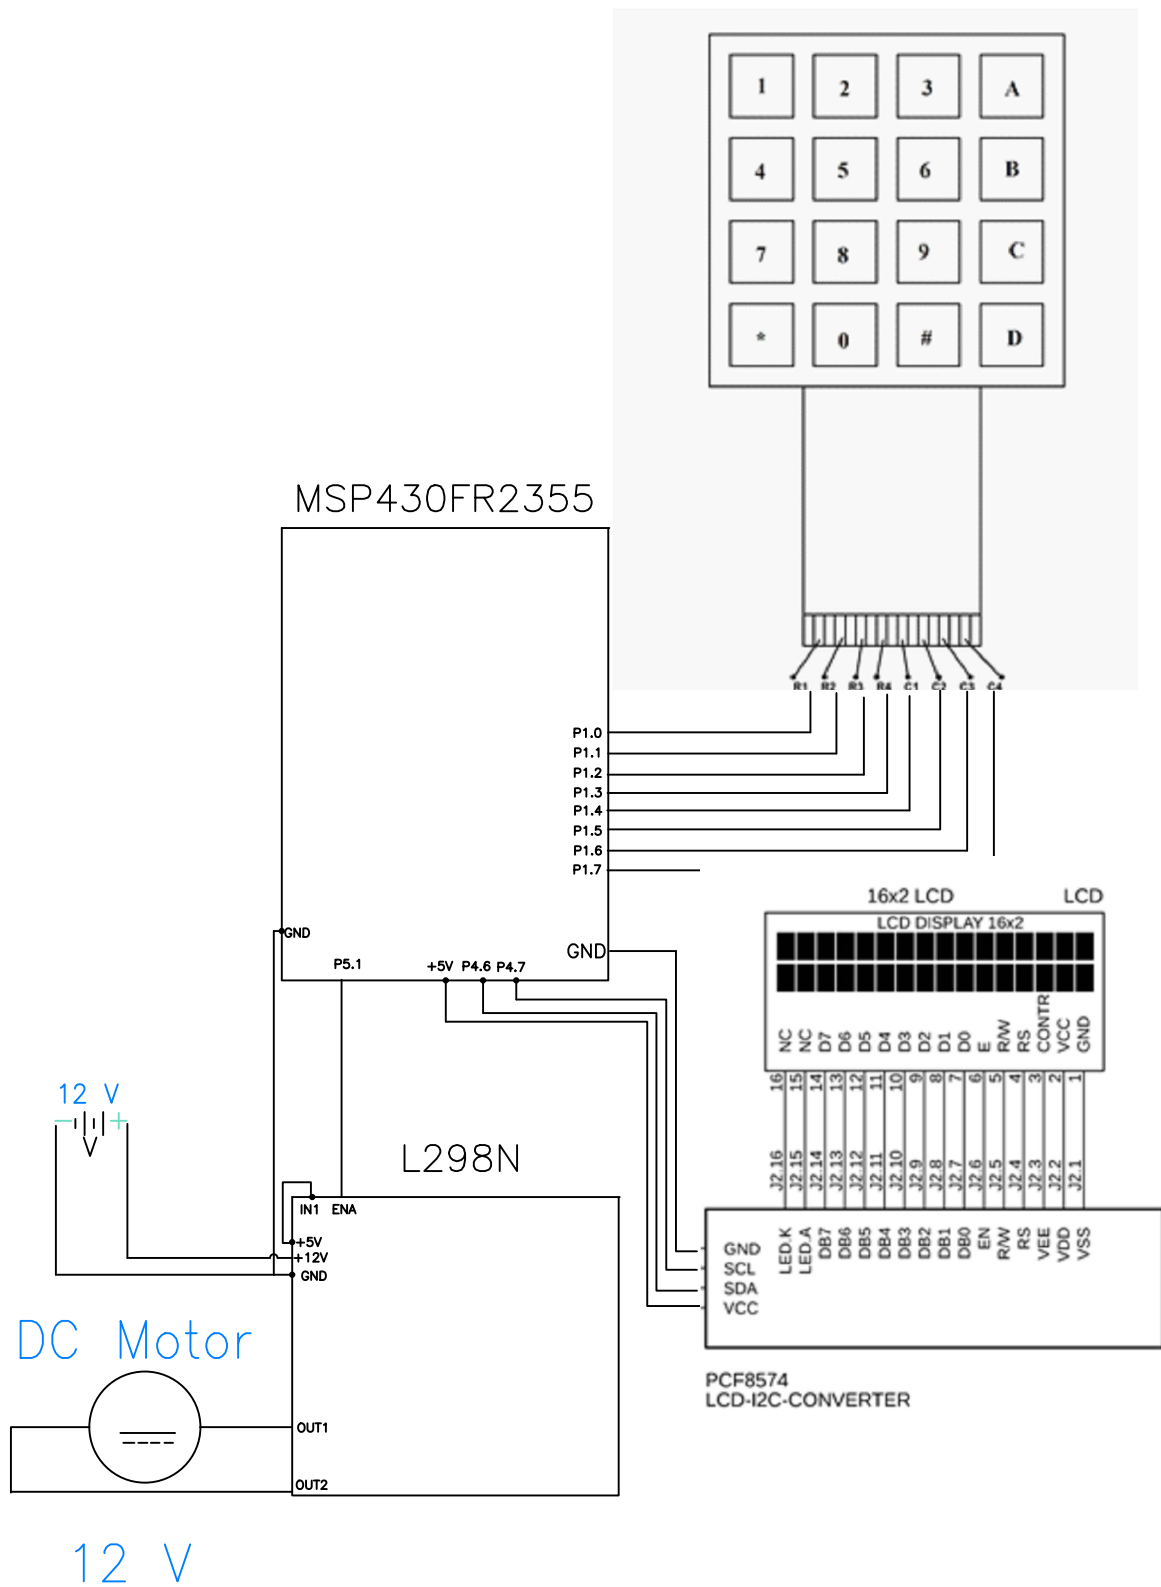 1 2 3 A
4 5 6 B
7 8 9 C
* 0 # D
MSP430FR2355
R1 R2 R3 R4 C1 C2 C3 C4
P1.0
P1.1
P1.2
P1.3
P1.4
P1.5
P1.6
P1.7
16x2 LCD LCD
LCD DISPLAY 16x2
GND
GND
P5.1 +5V P4.6 P4.7
NC NC D7 D6 D5 D4 D3 D2 D1 D0 E R/W RS CONTR VCC GND
16 15 14 13 12 11 10 9 8 7 6 5 4 3 2 1
12 V
- +
V
L298N
J2.16 J2.15 J2.14 J2.13 J2.12 J2.11 J2.10 J2.9 J2.8 J2.7 J2.6 J2.5 J2.4 J2.3 J2.2 J2.1
IN1 ENA
+5V
+12V
GND
GND
SCL
SDA
VCC
LED.K LED.A DB7 DB6 DB5 DB4 DB3 DB2 DB1 DB0 EN R/W RS VEE VDD VSS
DC Motor
PCF8574
LCD-I2C-CONVERTER
OUT1
OUT2
12 V